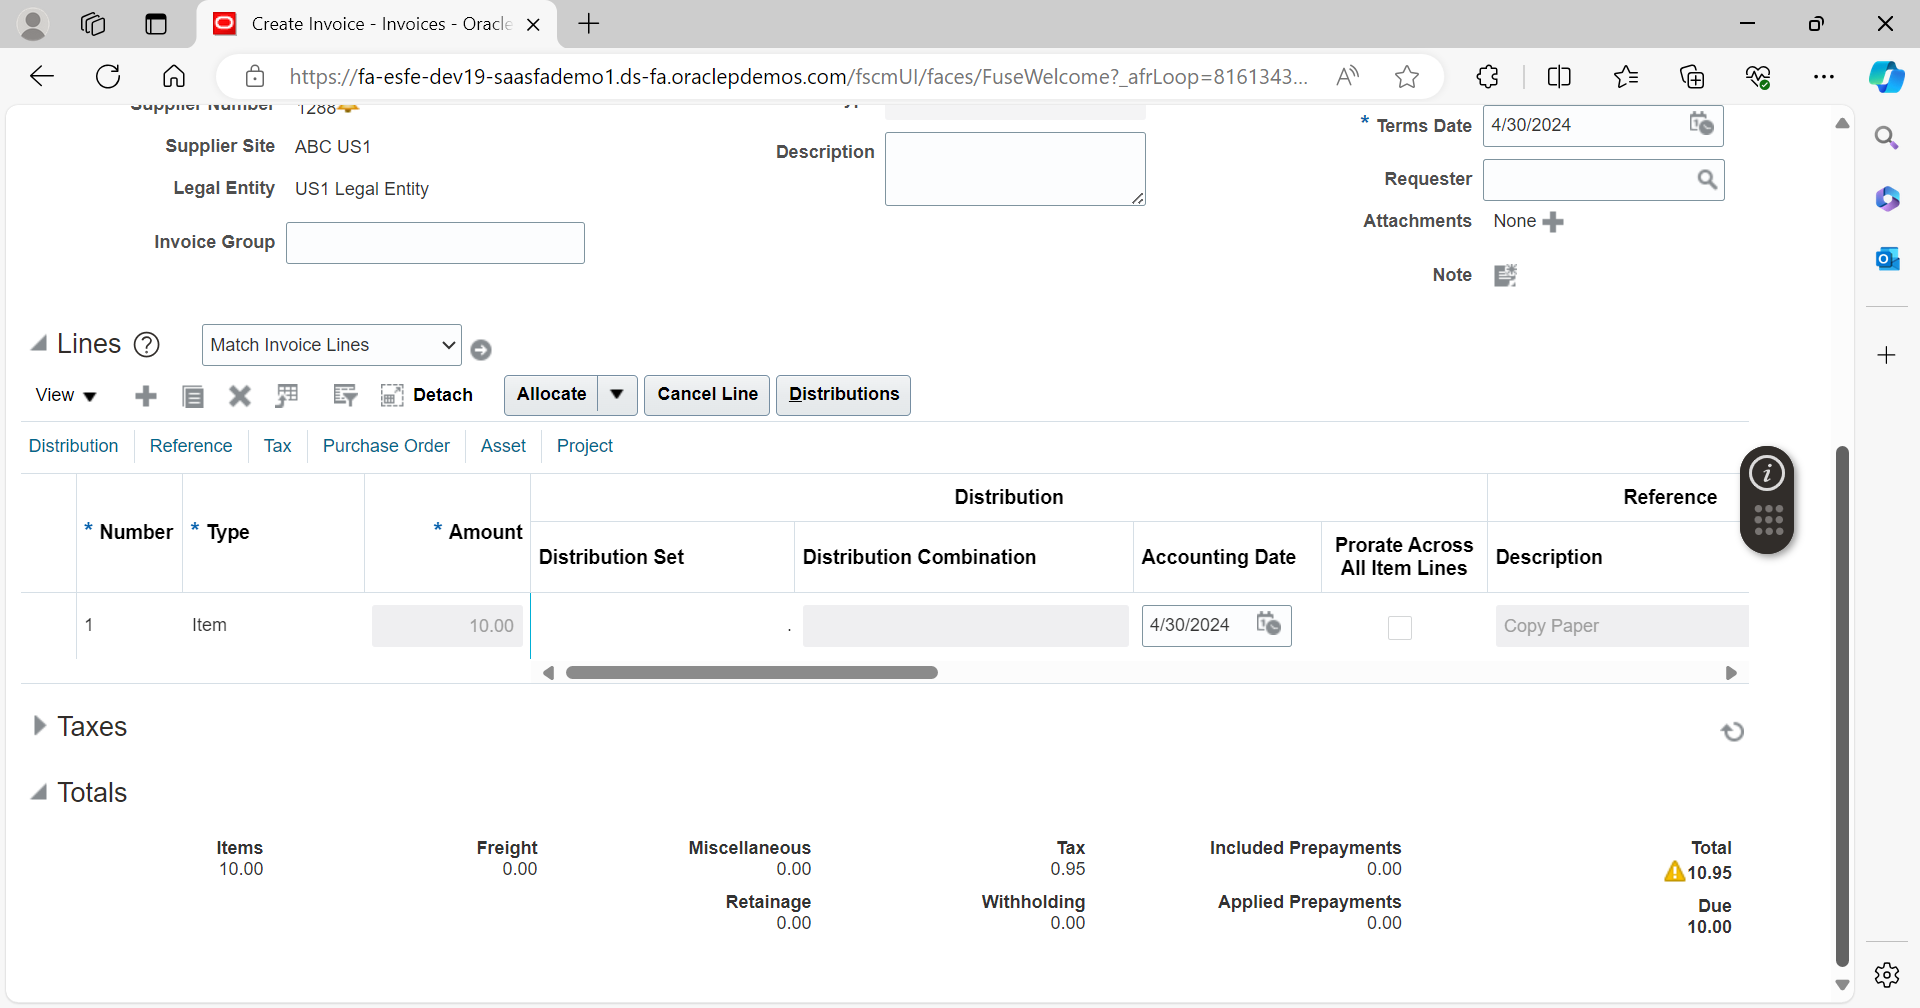 Create Invoice - Invoices - Oracle
https://fa-esfe-dev19-saasfademo1.ds-fa.oraclepdemos.com/fscmUI/faces/FuseWelcome?_afrLoop=8161343...
Supplier Number 1288
Supplier Site ABC US1
Legal Entity US1 Legal Entity
Invoice Group
Description
* Terms Date 4/30/2024
Requester
Attachments None
Note
Lines Match Invoice Lines
View Detach Allocate Cancel Line Distributions
Distribution Reference Tax Purchase Order Asset Project
Distribution Reference
* Number * Type * Amount Distribution Set Distribution Combination Accounting Date Prorate Across All Item Lines Description
1 Item 10.00 . 4/30/2024 Copy Paper
Taxes
Totals
Items Freight Miscellaneous Tax Included Prepayments Total
10.00 0.00 0.00 0.95 0.00 10.95
Retainage Withholding Applied Prepayments Due
0.00 0.00 0.00 10.00